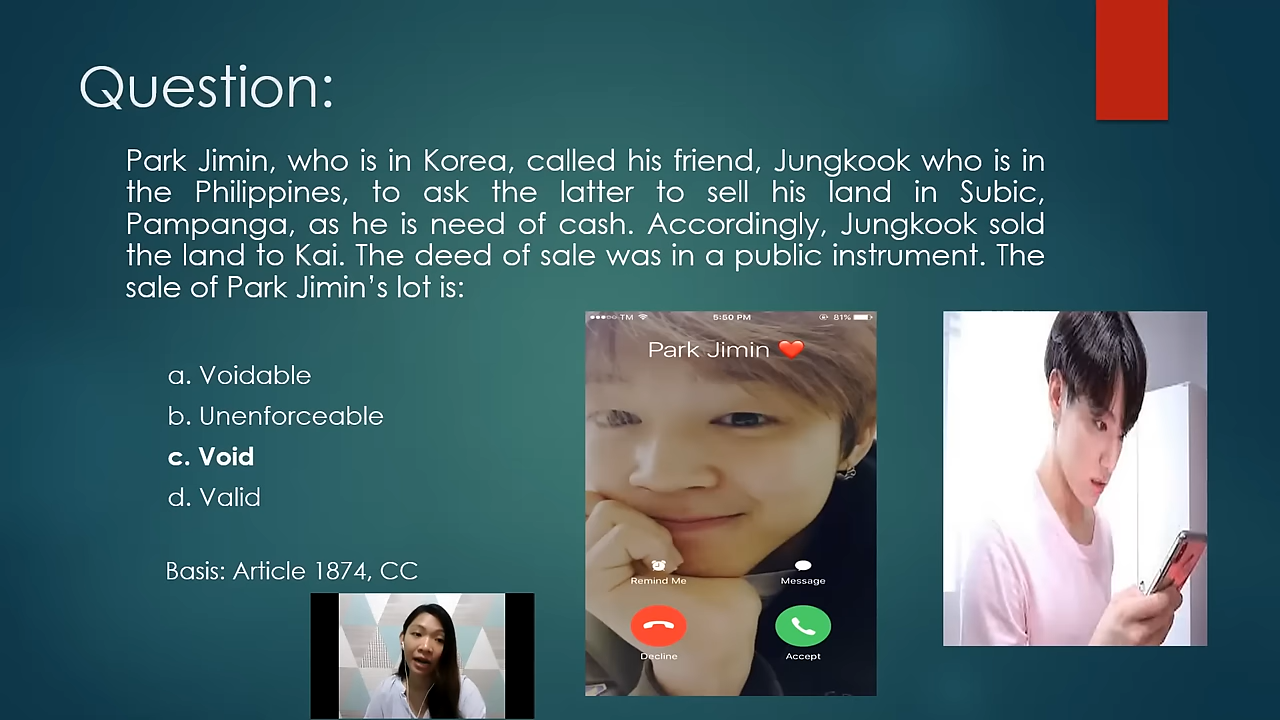 Question:
Park Jimin, who is in Korea, called his friend, Jungkook who is in
the Philippines, to ask the latter to sell his land in Subic,
Pampanga, as he is need of cash. Accordingly, Jungkook sold
the land to Kai. The deed of sale was in a public instrument. The
sale of Park Jimin's lot is:
a. Voidable
b. Unenforceable
c. Void
d. Valid
Basis: Article 1874, CC
TM 5:50 PM 81%
Park Jimin ❤️
Remind Me Message
Decline Accept